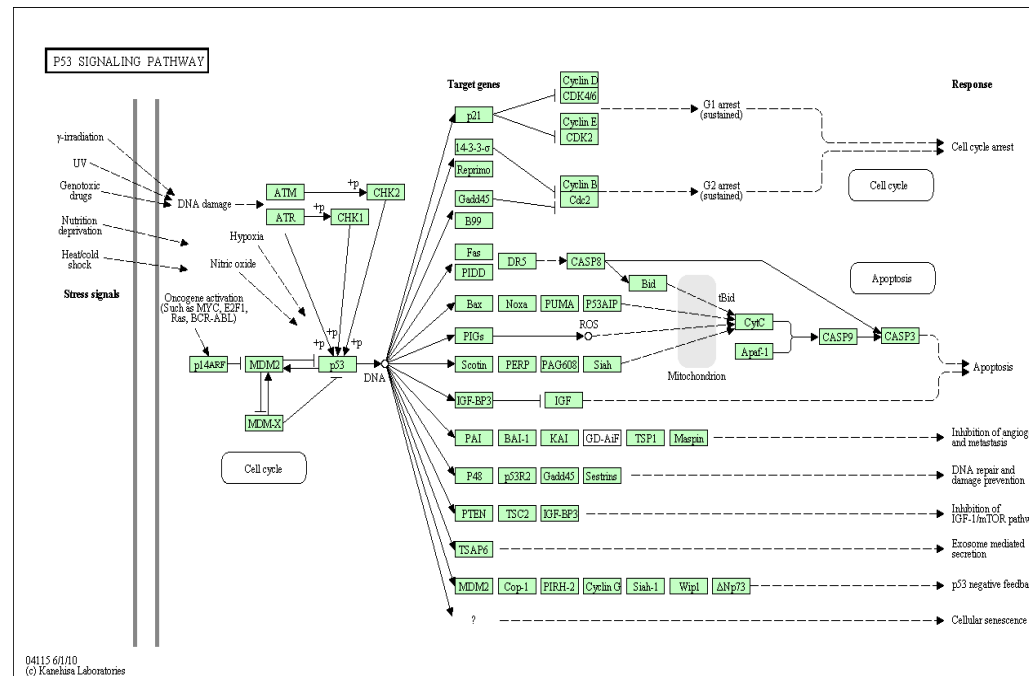 P53 SIGNALING PATHWAY
Target genes
Response
Cyclin D
CDK4/6
p21
G1 arrest
(sustained)
Cyclin E
CDK2
γ-irradiation
14-3-3-σ
Cell cycle arrest
UV
Reprimo
Genotoxic
drugs
ATM
+p
CHK2
Cyclin B
Cdc2
G2 arrest
(sustained)
Cell cycle
DNA damage
Gadd45
ATR
+p
CHK1
B99
Nutrition
deprivation
Hypoxia
Fas
PIDD
DR5
CASP8
Heat/cold
shock
Nitric oxide
Apoptosis
Bid
Stress signals
tBid
Oncogene activation
(Such as MYC, E2F1,
Ras, BCR-ABL)
Bax
Noxa
PUMA
P53AIP
CytC
ROS
PIGs
CASP9
CASP3
+p
+p
+p
Apaf-1
p14ARF
MDM2
p53
DNA
Scotin
PERP
PAG608
Siah
Mitochondrion
Apoptosis
IGF-BP3
IGF
MDM-X
PAI
BAI-1
KAI
GD-AiF
TSP1
Maspin
Inhibition of angiog
and metastasis
Cell cycle
P48
p53R2
Gadd45
Sestrins
DNA repair and
damage prevention
PTEN
TSC2
IGF-BP3
Inhibition of
IGF-1/mTOR pathw
TSAP6
Exosome mediated
secretion
MDM2
Cop-1
PIRH-2
Cyclin G
Siah-1
Wip1
ΔNp73
p53 negative feedba
?
Cellular senescence
04115 6/1/10
(c) Kanehisa Laboratories